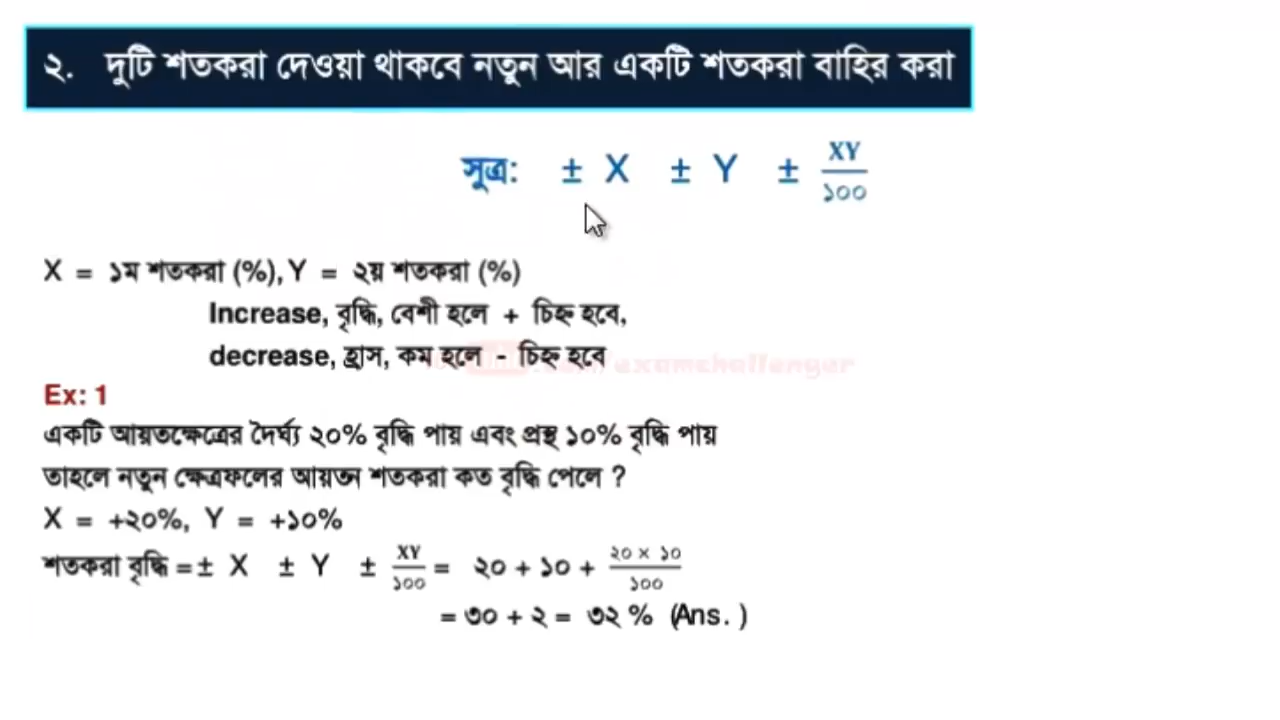 ২. দুটি শতকরা দেওয়া থাকবে নতুন আর একটি শতকরা বাহির করা
সুত্র: ± X ± Y ± XY/১০০
X = ১ম শতকরা (%), Y = ২য় শতকরা (%)
Increase, বৃদ্ধি, বেশী হলে + চিহ্ন হবে,
decrease, হ্রাস, কম হলে - চিহ্ন হবে
.com/examchallenger
Ex: 1
একটি আয়তক্ষেত্রের দৈর্ঘ্য ২০% বৃদ্ধি পায় এবং প্রস্থ ১০% বৃদ্ধি পায়
তাহলে নতুন ক্ষেত্রফলের আয়তন শতকরা কত বৃদ্ধি পেলে ?
X = +২০%, Y = +১০%
শতকরা বৃদ্ধি = ± X ± Y ± XY/১০০ = ২০ + ১০ + ২০ × ১০/১০০
= ৩০ + ২ = ৩২ % (Ans. )